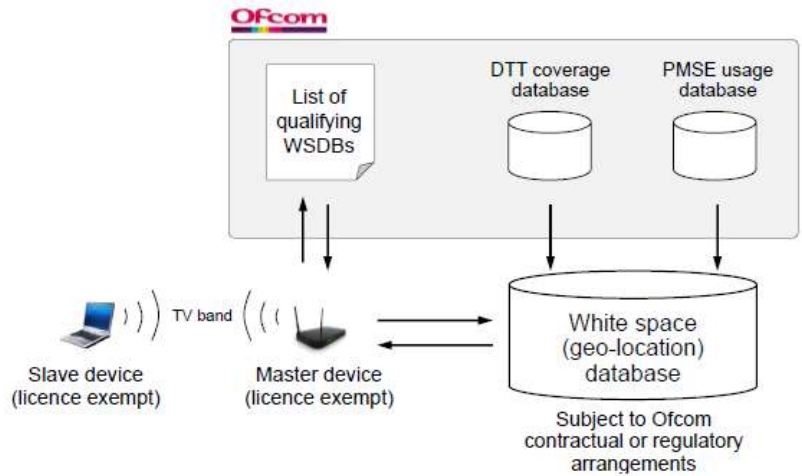 Ofcom
List of
qualifying
WSDBs
DTT coverage
database
PMSE usage
database
TV band
Slave device
(licence exempt)
Master device
(licence exempt)
White space
(geo-location)
database
Subject to Ofcom
contractual or regulatory
arrangements